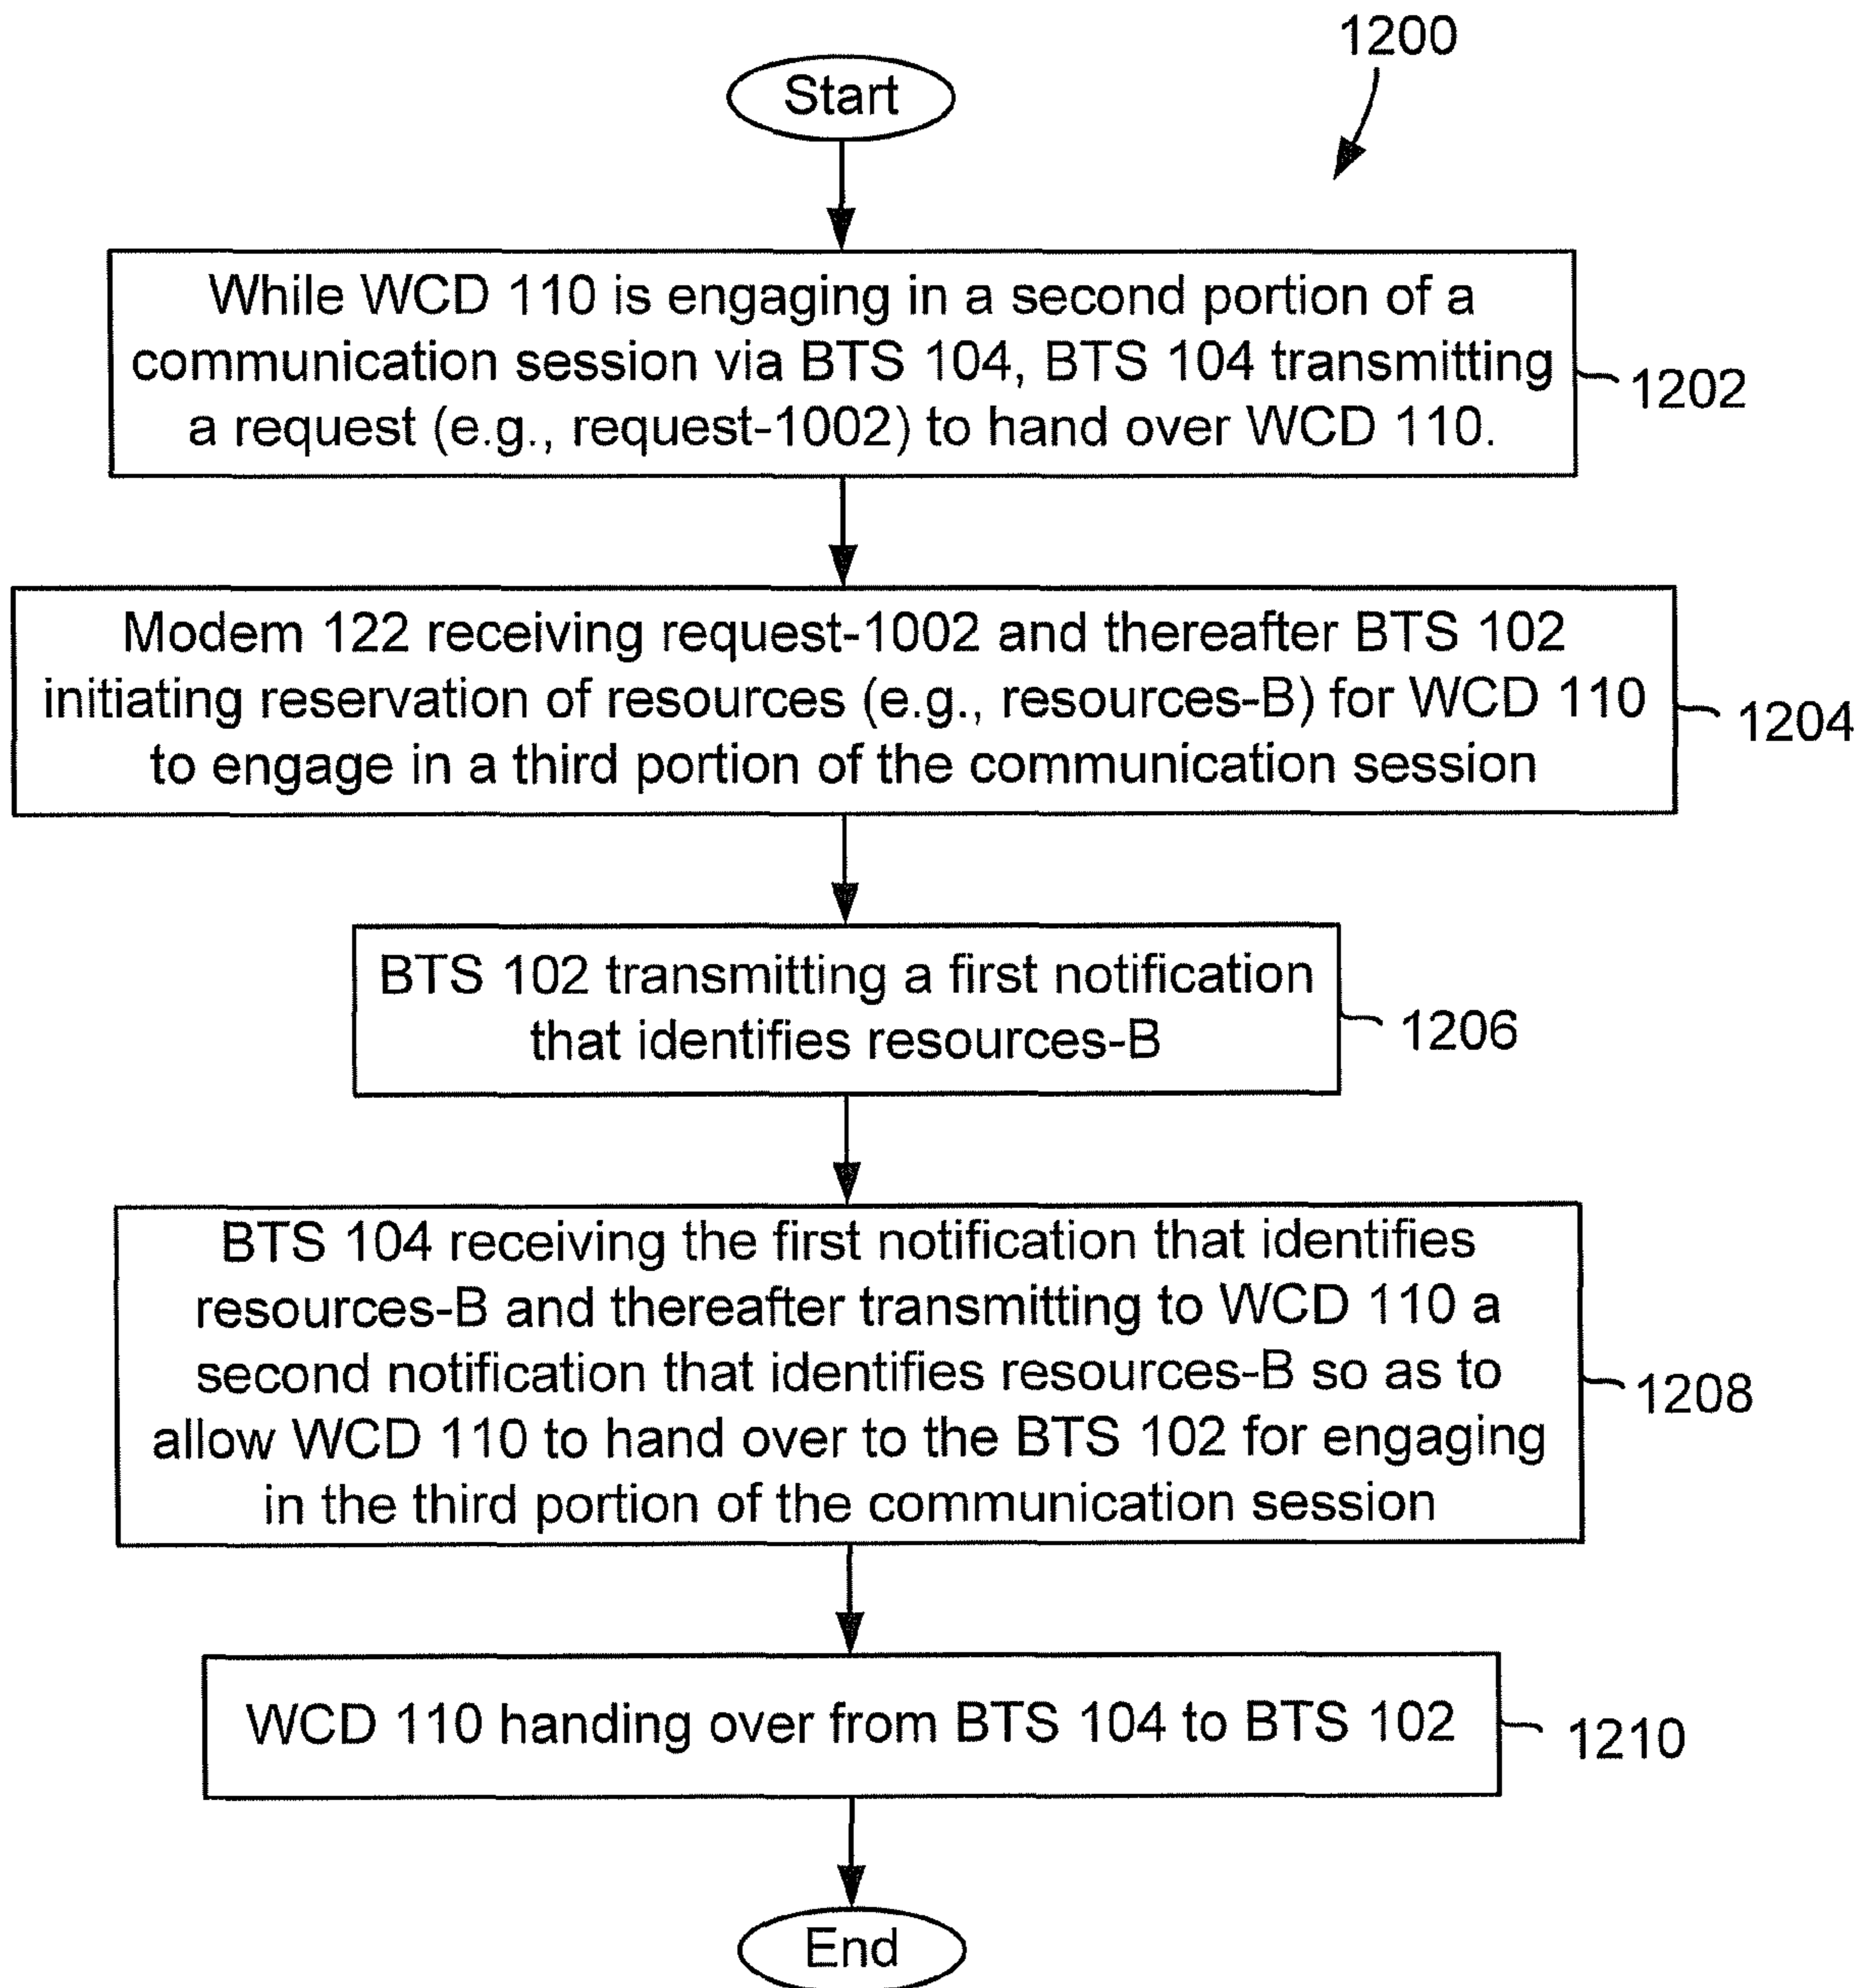 1200
Start
While WCD 110 is engaging in a second portion of a
communication session via BTS 104, BTS 104 transmitting
a request (e.g., request-1002) to hand over WCD 110.
1202
Modem 122 receiving request-1002 and thereafter BTS 102
initiating reservation of resources (e.g., resources-B) for WCD 110
to engage in a third portion of the communication session
1204
BTS 102 transmitting a first notification
that identifies resources-B
1206
BTS 104 receiving the first notification that identifies
resources-B and thereafter transmitting to WCD 110 a
second notification that identifies resources-B so as to
allow WCD 110 to hand over to the BTS 102 for engaging
in the third portion of the communication session
1208
WCD 110 handing over from BTS 104 to BTS 102
1210
End